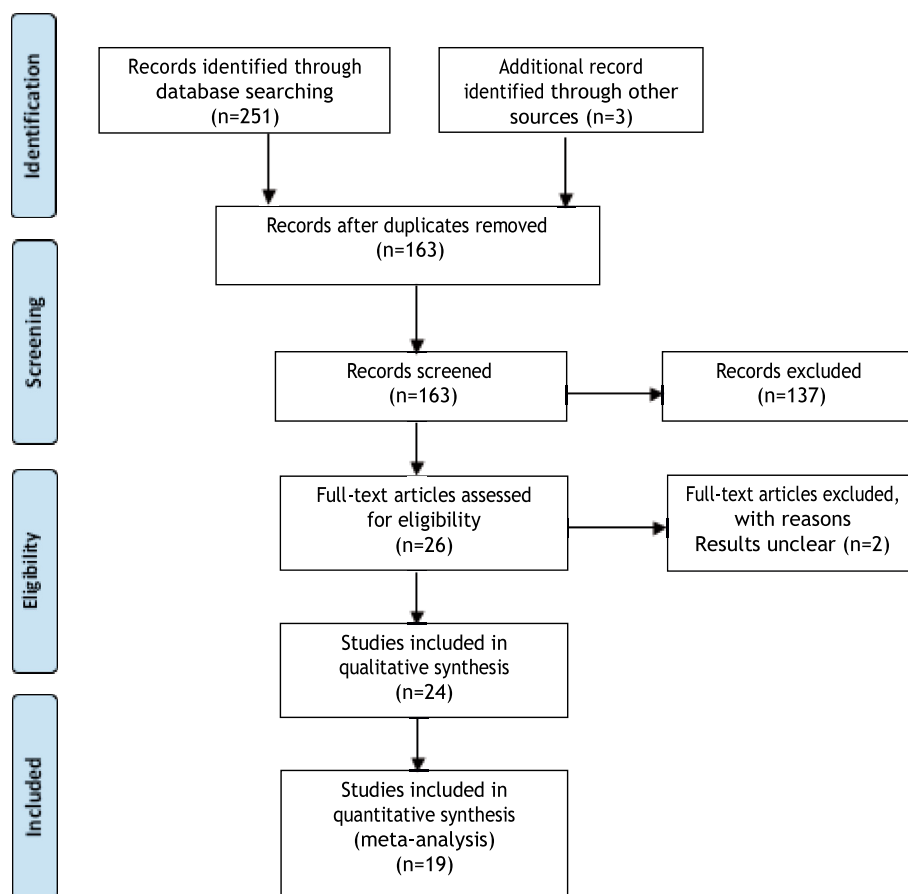 Identification
Records identified through
database searching
(n=251)
Additional record
identified through other
sources (n=3)
Records after duplicates removed
(n=163)
Screening
Records screened
(n=163)
Records excluded
(n=137)
Eligibility
Full-text articles assessed
for eligibility
(n=26)
Full-text articles excluded,
with reasons
Results unclear (n=2)
Studies included in
qualitative synthesis
(n=24)
Included
Studies included in
quantitative synthesis
(meta-analysis)
(n=19)